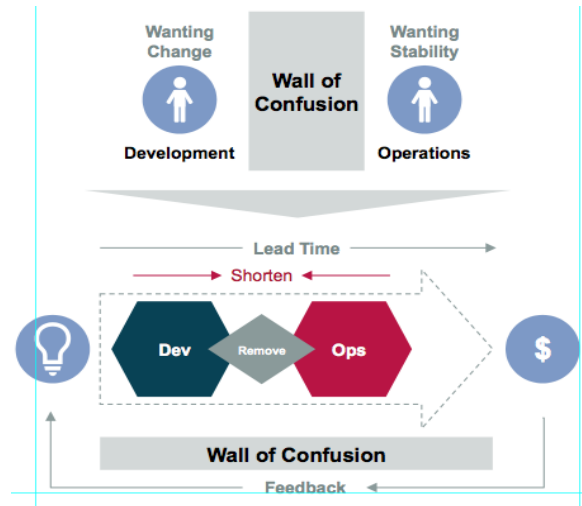 Wanting
Change
Wall of
Confusion
Wanting
Stability
Development
Operations
Lead Time
Shorten
Dev
Remove
Ops
$
Wall of Confusion
Feedback